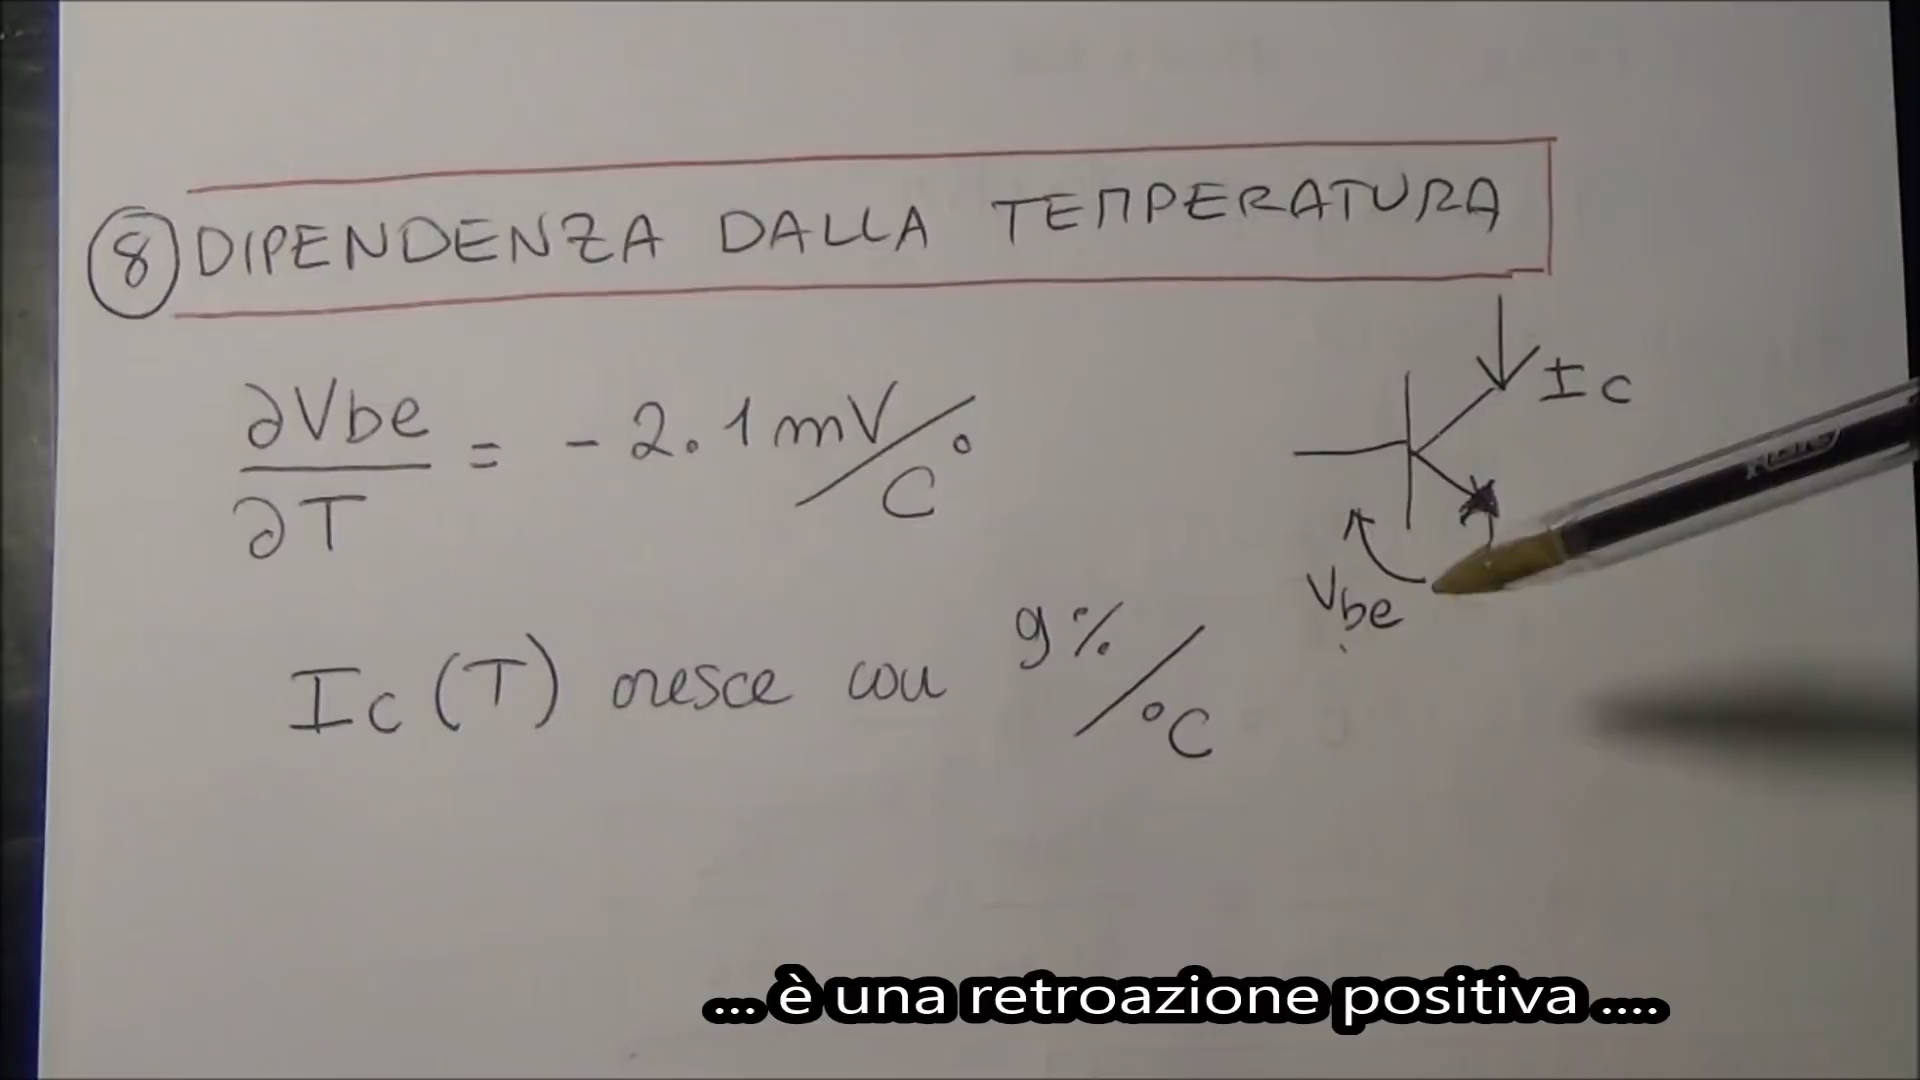 8 DIPENDENZA DALLA TEMPERATURA
∂Vbe / ∂T = - 2.1 mV / C°
Ic
Vbe
Ic (T) cresce con 9% / °C
... è una retroazione positiva ....